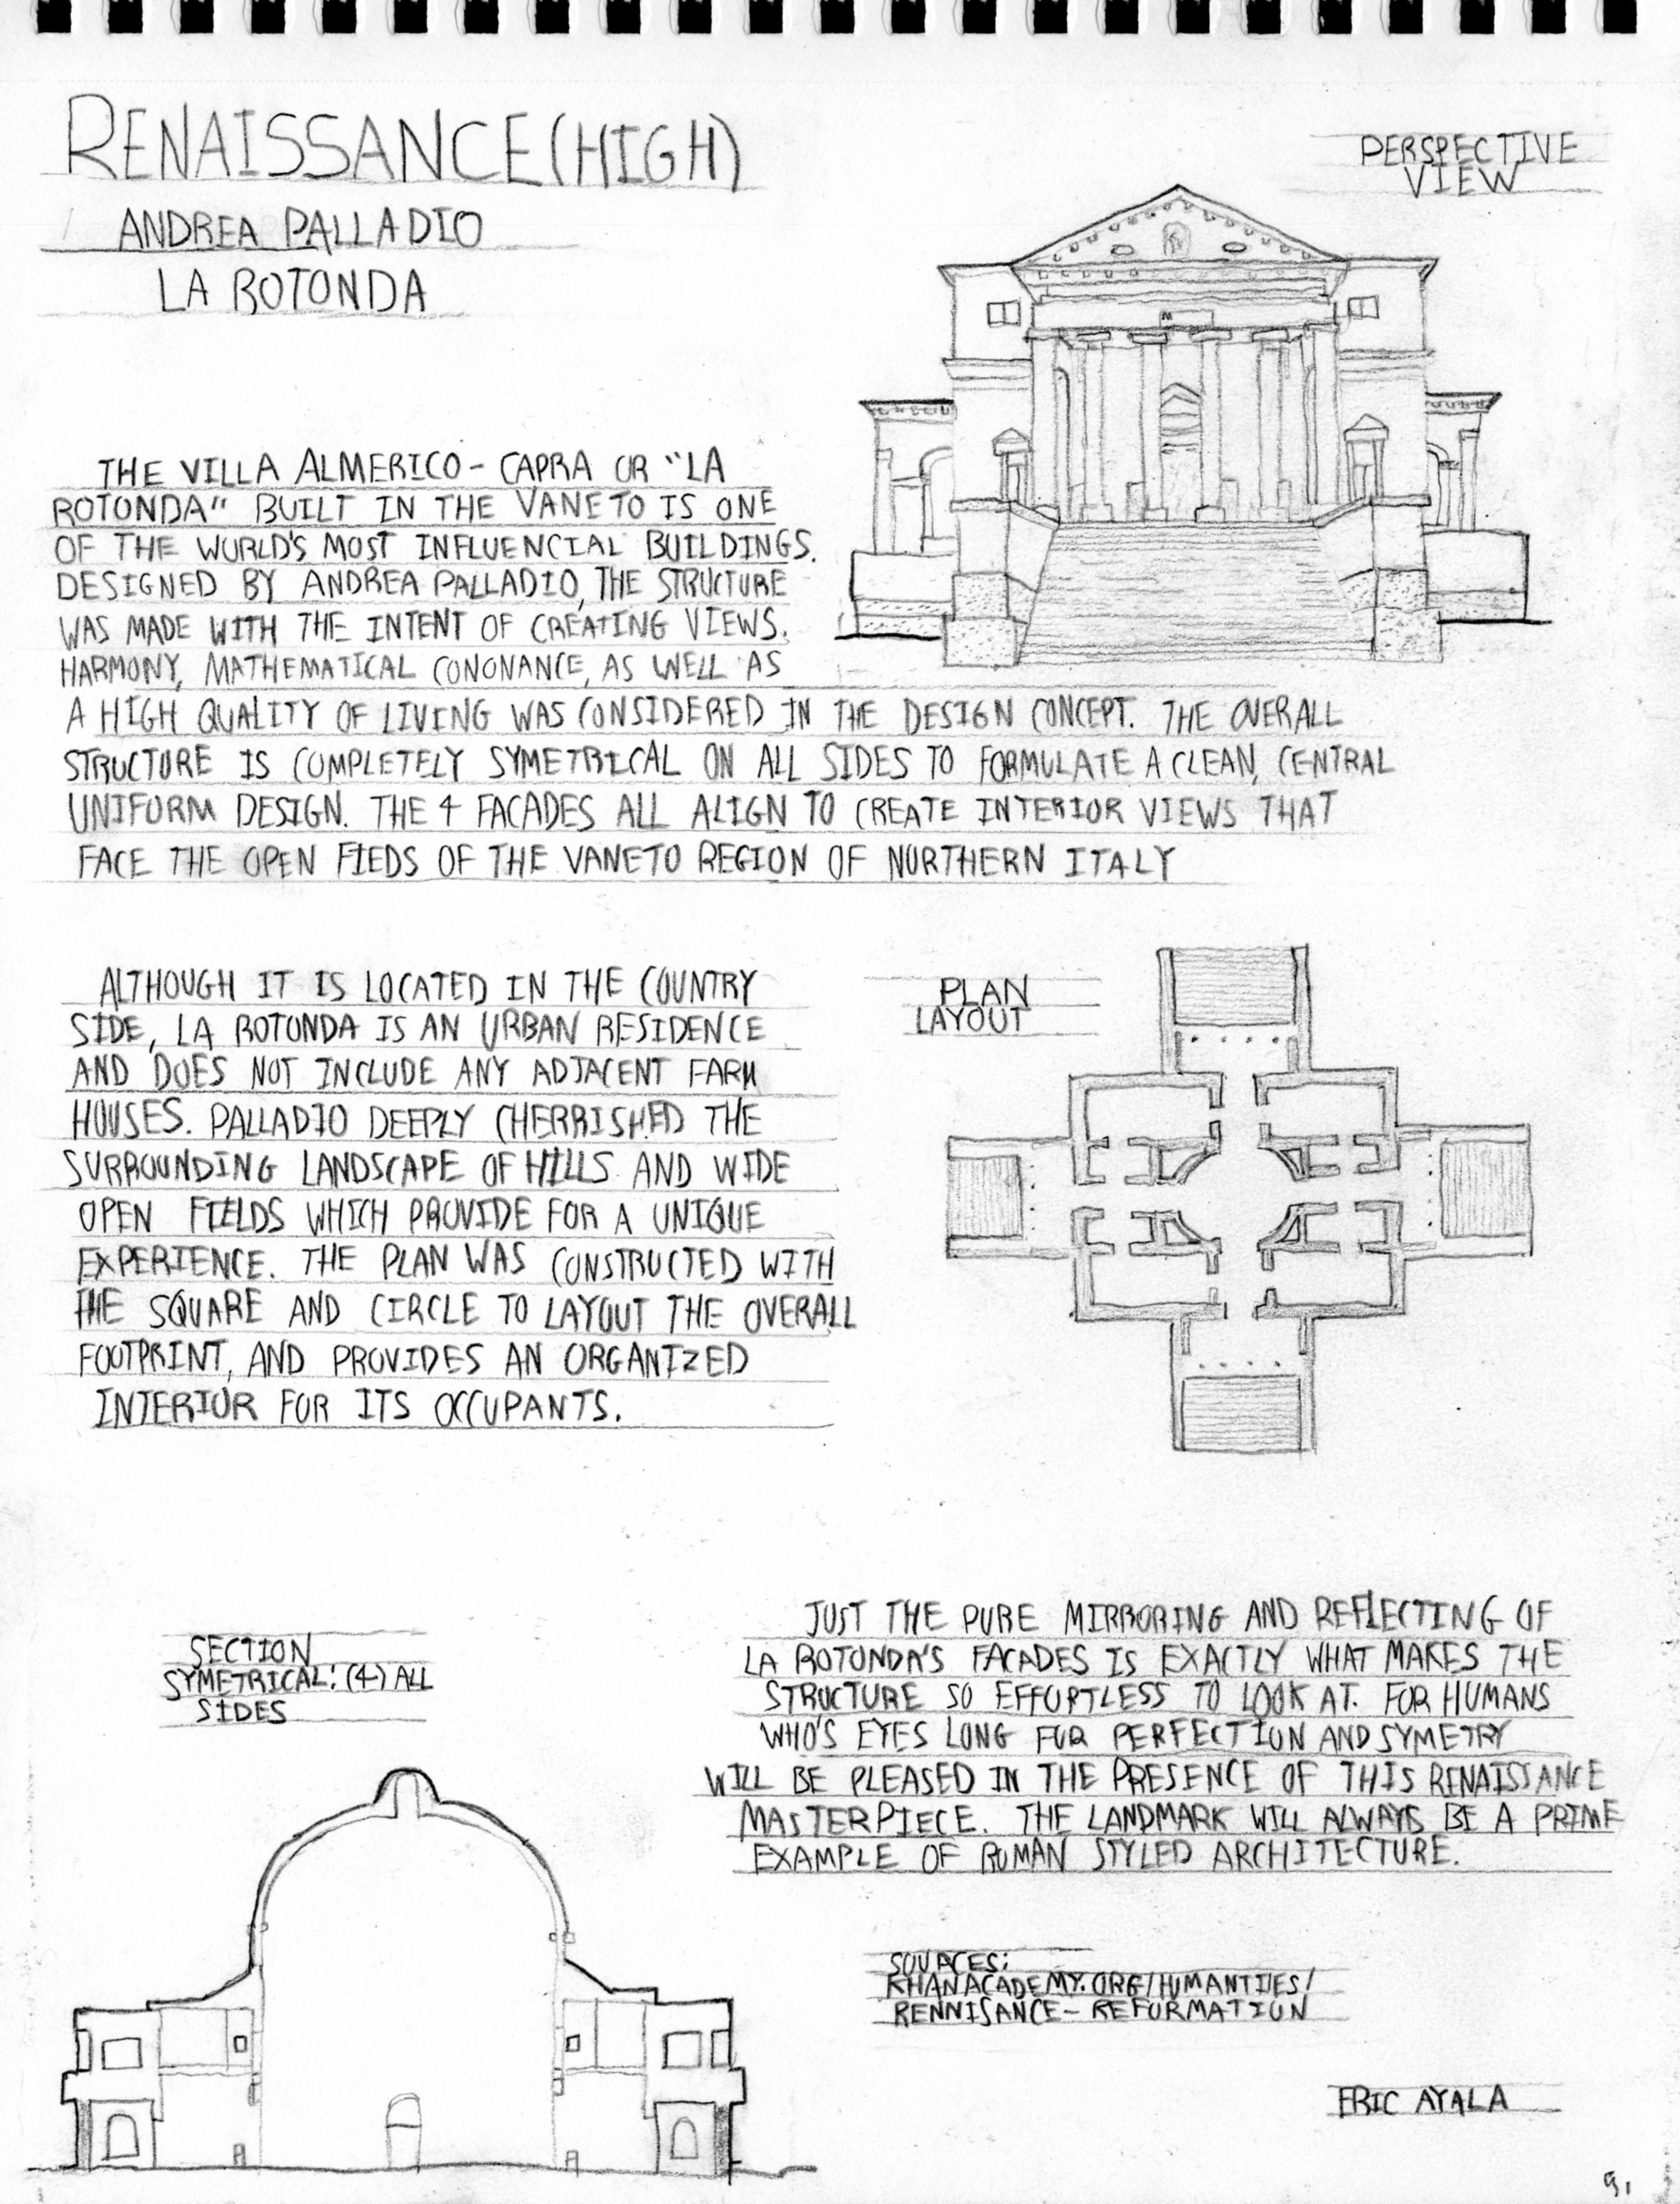 RENAISSANCE (HIGH)
ANDREA PALLADIO
LA ROTONDA
PERSPECTIVE
VIEW
THE VILLA ALMERICO - CAPRA OR "LA
ROTONDA" BUILT IN THE VANETO IS ONE
OF THE WORLD'S MOST INFLUENCIAL BUILDINGS.
DESIGNED BY ANDREA PALLADIO, THE STRUCTURE
WAS MADE WITH THE INTENT OF CREATING VIEWS.
HARMONY, MATHEMATICAL CONONANCE, AS WELL AS
A HIGH QUALITY OF LIVING WAS CONSIDERED IN THE DESIGN CONCEPT. THE OVERALL
STRUCTURE IS COMPLETELY SYMETRICAL ON ALL SIDES TO FORMULATE A CLEAN, CENTRAL
UNIFORM DESIGN. THE 4 FACADES ALL ALIGN TO CREATE INTERIOR VIEWS THAT
FACE THE OPEN FIEDS OF THE VANETO REGION OF NORTHERN ITALY
ALTHOUGH IT IS LOCATED IN THE COUNTRY
SIDE, LA ROTONDA IS AN URBAN RESIDENCE
AND DOES NOT INCLUDE ANY ADJACENT FARM
HOUSES. PALLADIO DEEPLY CHERRISHED THE
SURROUNDING LANDSCAPE OF HILLS AND WIDE
OPEN FIELDS WHICH PROVIDE FOR A UNIQUE
EXPERIENCE. THE PLAN WAS CONSTRUCTED WITH
THE SQUARE AND CIRCLE TO LAYOUT THE OVERALL
FOOTPRINT, AND PROVIDES AN ORGANIZED
INTERIOR FOR ITS OCCUPANTS.
PLAN
LAYOUT
SECTION
SYMETRICAL: (4) ALL
SIDES
JUST THE PURE MIRRORING AND REFLECTING OF
LA ROTONDA'S FACADES IS EXACTLY WHAT MAKES THE
STRUCTURE SO EFFORTLESS TO LOOK AT. FOR HUMANS
WHO'S EYES LONG FOR PERFECTION AND SYMETRY
WILL BE PLEASED IN THE PRESENCE OF THIS RENAISSANCE
MASTERPIECE. THE LANDMARK WILL ALWAYS BE A PRIME
EXAMPLE OF ROMAN STYLED ARCHITECTURE.
SOURCES:
KHANACADEMY.ORG/HUMANTIIES/
RENNISANCE - REFORMATION
ERIC AYALA